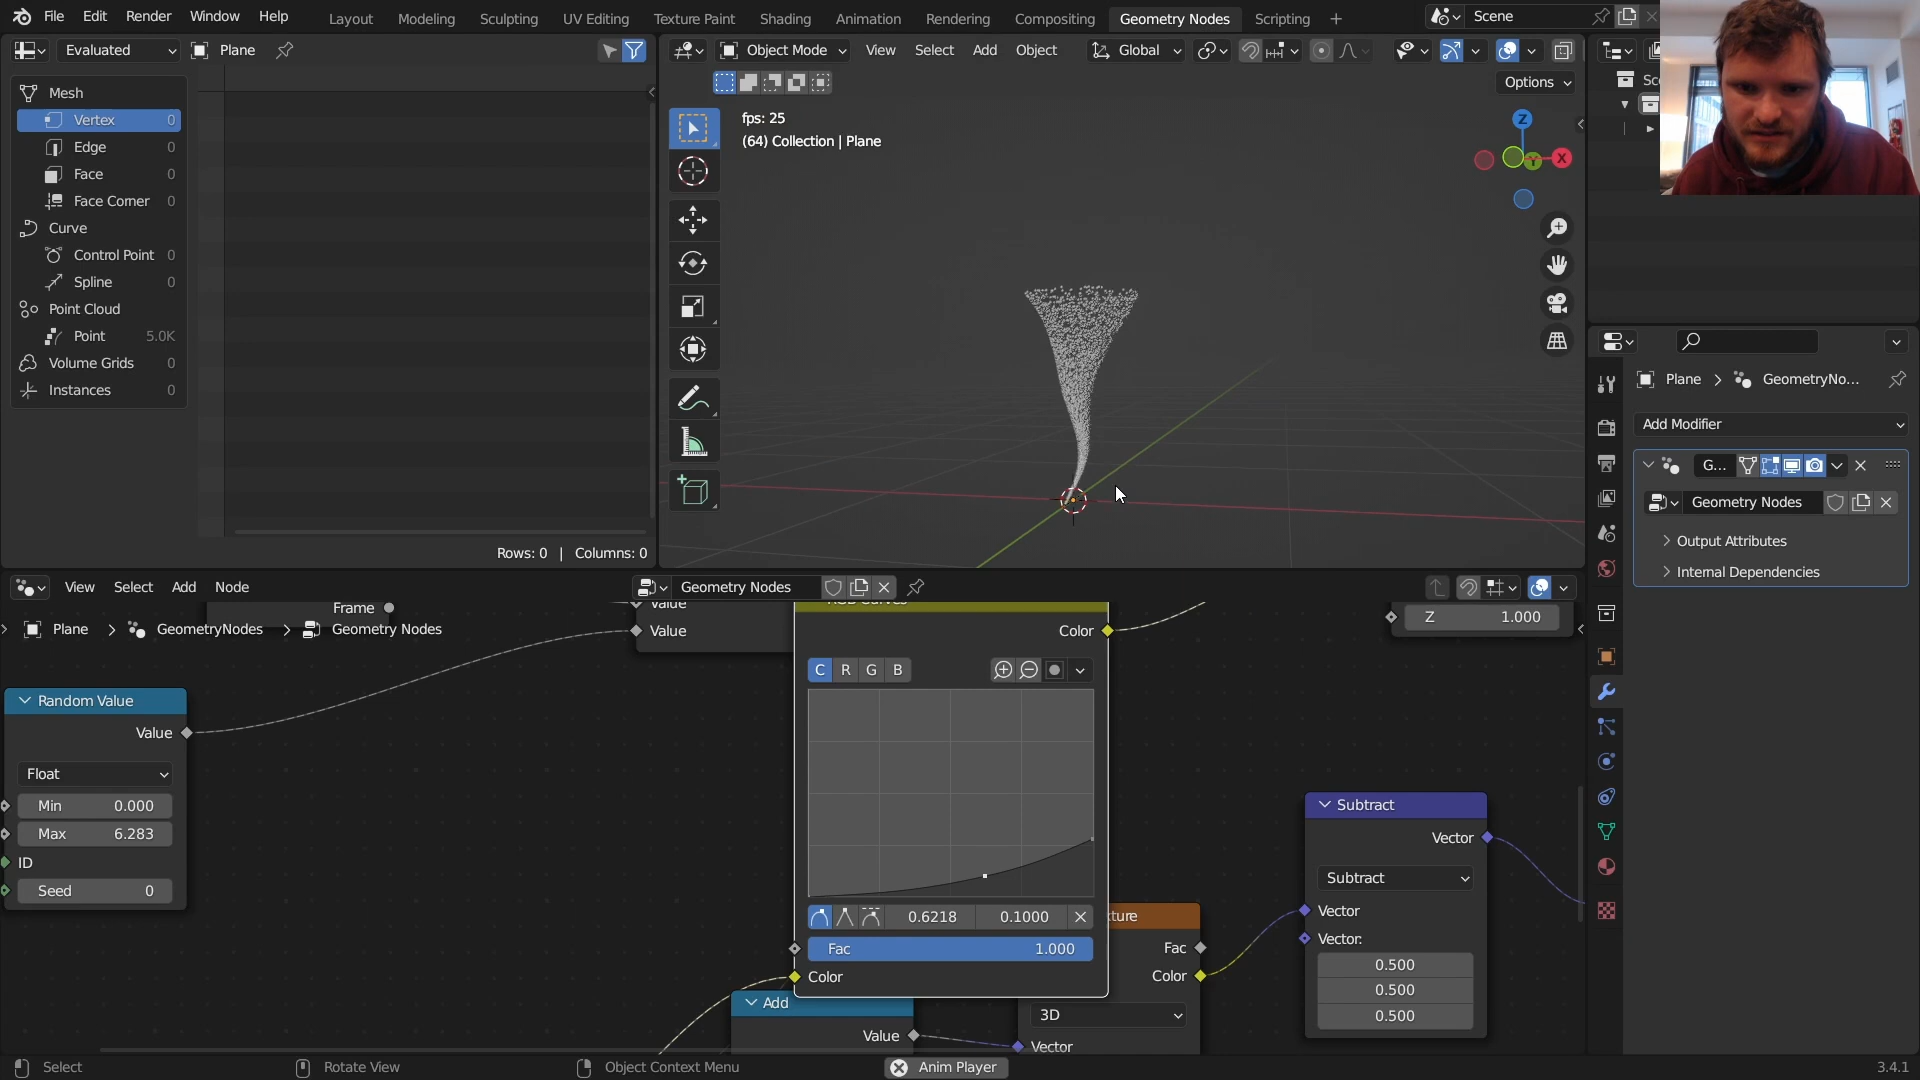 File Edit Render Window Help
Layout Modeling Sculpting UV Editing Texture Paint Shading Animation Rendering Compositing Geometry Nodes Scripting
Scene
Evaluated Plane
Object Mode View Select Add Object Global
Options
Mesh
Vertex 0
Edge 0
Face 0
Face Corner 0
Curve
Control Point 0
Spline 0
Point Cloud
Point 5.0K
Volume Grids 0
Instances 0
Rows: 0 | Columns: 0
fps: 25
(64) Collection | Plane
Z
X
Plane GeometryNo...
Add Modifier
G...
Geometry Nodes
Output Attributes
Internal Dependencies
View Select Add Node Geometry Nodes
Frame
Plane GeometryNodes Geometry Nodes
Value
Value
Random Value
Value
Float
Min 0.000
Max 6.283
ID
Seed 0
RGB Curves
Color
C R G B
0.6218 0.1000
Fac 1.000
Color
Add
Value
Fac
Color
3D
Vector
Z 1.000
Subtract
Vector
Subtract
Vector
Vector:
0.500
0.500
0.500
Select Rotate View Object Context Menu Anim Player 3.4.1